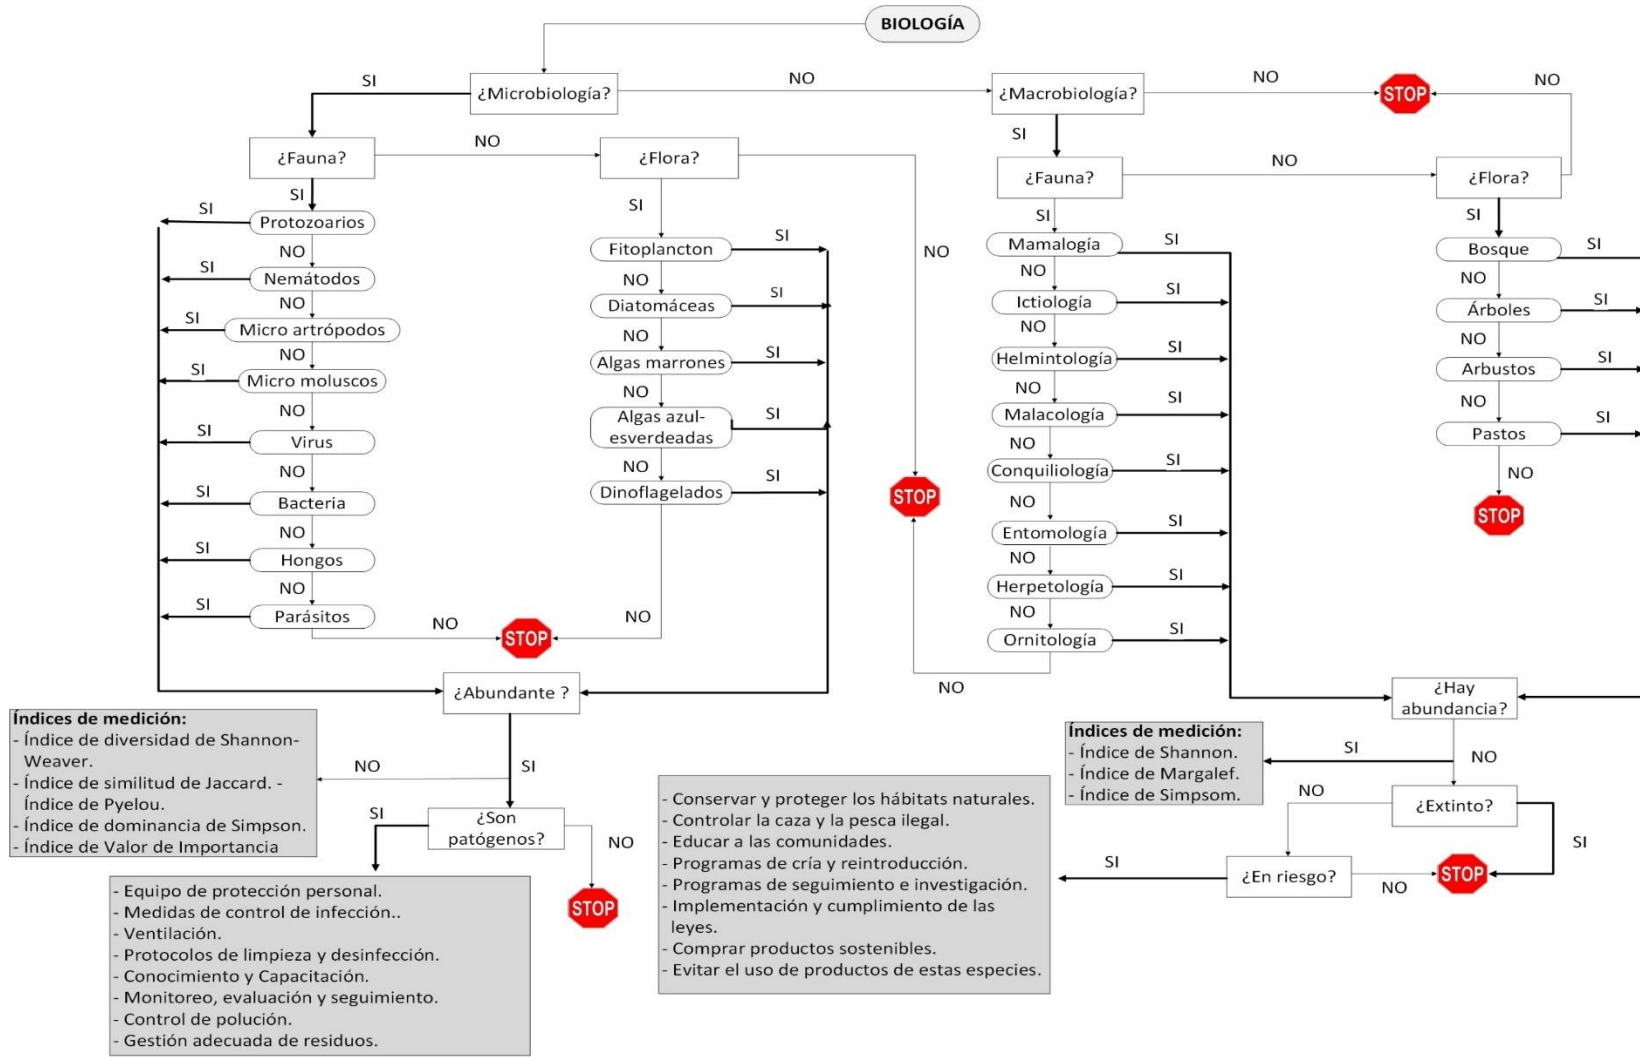 BIOLOGÍA
¿Microbiología?
SI
NO
¿Macrobiología?
NO
STOP
NO
SI
¿Fauna?
NO
¿Flora?
SI
SI
Protozoarios
SI
NO
Nemátodos
SI
NO
Micro artrópodos
SI
NO
Micro moluscos
SI
NO
Virus
SI
NO
Bacteria
SI
NO
Hongos
SI
NO
Parásitos
SI
NO
STOP
Fitoplancton
SI
NO
Diatomáceas
SI
NO
Algas marrones
SI
NO
Algas azul-
esverdeadas
SI
NO
Dinoflagelados
SI
NO
NO
STOP
¿Fauna?
NO
¿Flora?
SI
SI
Mamalogía
SI
NO
Ictiología
SI
NO
Helmintología
SI
NO
Malacología
SI
NO
Conquiliología
SI
NO
Entomología
SI
NO
Herpetología
SI
NO
Ornitología
SI
NO
Bosque
SI
NO
Árboles
SI
NO
Arbustos
SI
NO
Pastos
SI
NO
STOP
¿Abundante ?
NO
SI
Índices de medición:
- Índice de diversidad de Shannon-
Weaver.
- Índice de similitud de Jaccard. -
Índice de Pyelou.
- Índice de dominancia de Simpson.
- Índice de Valor de Importancia
¿Son
patógenos?
SI
NO
STOP
- Equipo de protección personal.
- Medidas de control de infección..
- Ventilación.
- Protocolos de limpieza y desinfección.
- Conocimiento y Capacitación.
- Monitoreo, evaluación y seguimiento.
- Control de polución.
- Gestión adecuada de residuos.
¿Hay
abundancia?
SI
NO
Índices de medición:
- Índice de Shannon.
- Índice de Margalef.
- Índice de Simpsom.
¿Extinto?
NO
SI
¿En riesgo?
SI
NO
STOP
- Conservar y proteger los hábitats naturales.
- Controlar la caza y la pesca ilegal.
- Educar a las comunidades.
- Programas de cría y reintroducción.
- Programas de seguimiento e investigación.
- Implementación y cumplimiento de las
leyes.
- Comprar productos sostenibles.
- Evitar el uso de productos de estas especies.